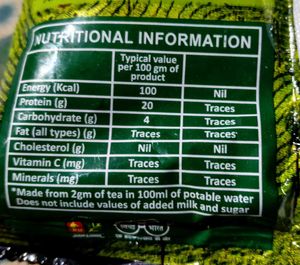 NUTRITIONAL INFORMATION
Typical value
per 100 gm of
product
Energy (Kcal) 100 Nil
Protein (g) 20 Traces
Carbohydrate (g) 4 Traces
Fat (all types) (g) Traces Traces
Cholesterol (g) Nil Nil
Vitamin C (mg) Traces Traces
Minerals (mg) Traces Traces
*Made from 2gm of tea in 100ml of potable water
Does not include values of added milk and sugar